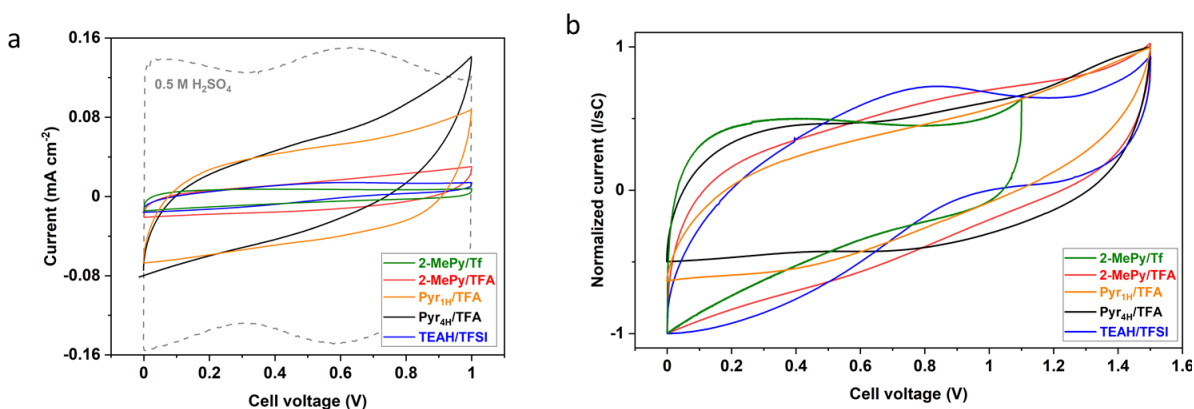 a
0.16
0.08
0
-0.08
-0.16
Current (mA cm⁻²)
0.5 M H₂SO₄
2-MePy/Tf
2-MePy/TFA
Pyr₁H/TFA
Pyr₄H/TFA
TEAH/TFSI
0 0.2 0.4 0.6 0.8 1
Cell voltage (V)
b
1
0
-1
Normalized current (I/sC)
2-MePy/Tf
2-MePy/TFA
Pyr₁H/TFA
Pyr₄H/TFA
TEAH/TFSI
0.0 0.2 0.4 0.6 0.8 1.0 1.2 1.4 1.6
Cell voltage (V)